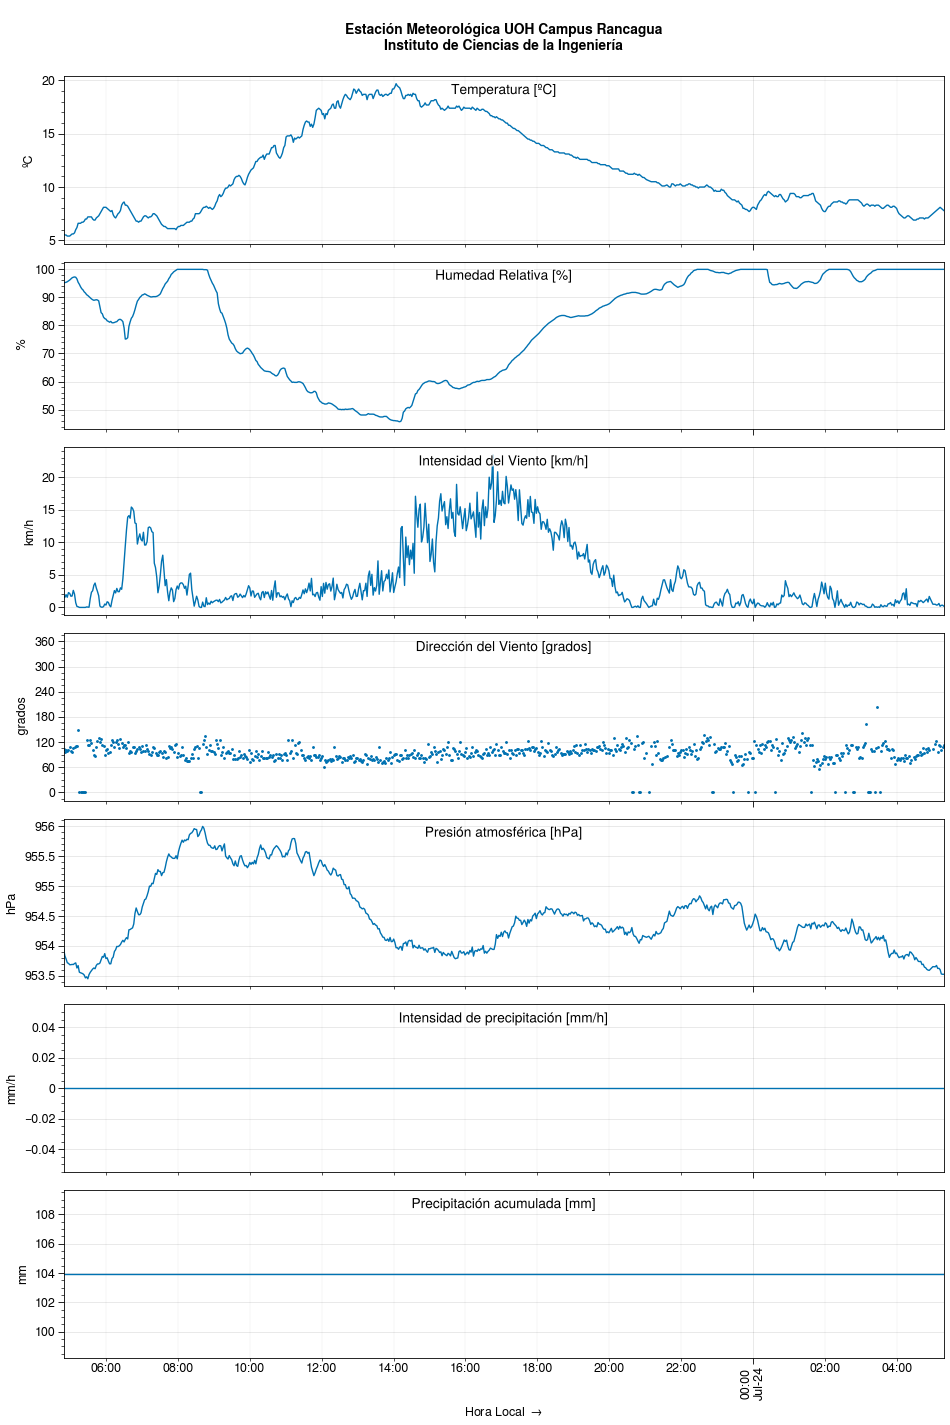 Estación Meteorológica UOH Campus Rancagua
Instituto de Ciencias de la Ingeniería
Temperatura [ºC]
ºC
20
15
10
5
Humedad Relativa [%]
%
100
90
80
70
60
50
Intensidad del Viento [km/h]
km/h
20
15
10
5
0
Dirección del Viento [grados]
grados
360
300
240
180
120
60
0
Presión atmosférica [hPa]
hPa
956
955.5
955
954.5
954
953.5
Intensidad de precipitación [mm/h]
mm/h
0.04
0.02
0
−0.02
−0.04
Precipitación acumulada [mm]
mm
108
106
104
102
100
06:00 08:00 10:00 12:00 14:00 16:00 18:00 20:00 22:00 00:00 02:00 04:00
Jul-24
Hora Local →